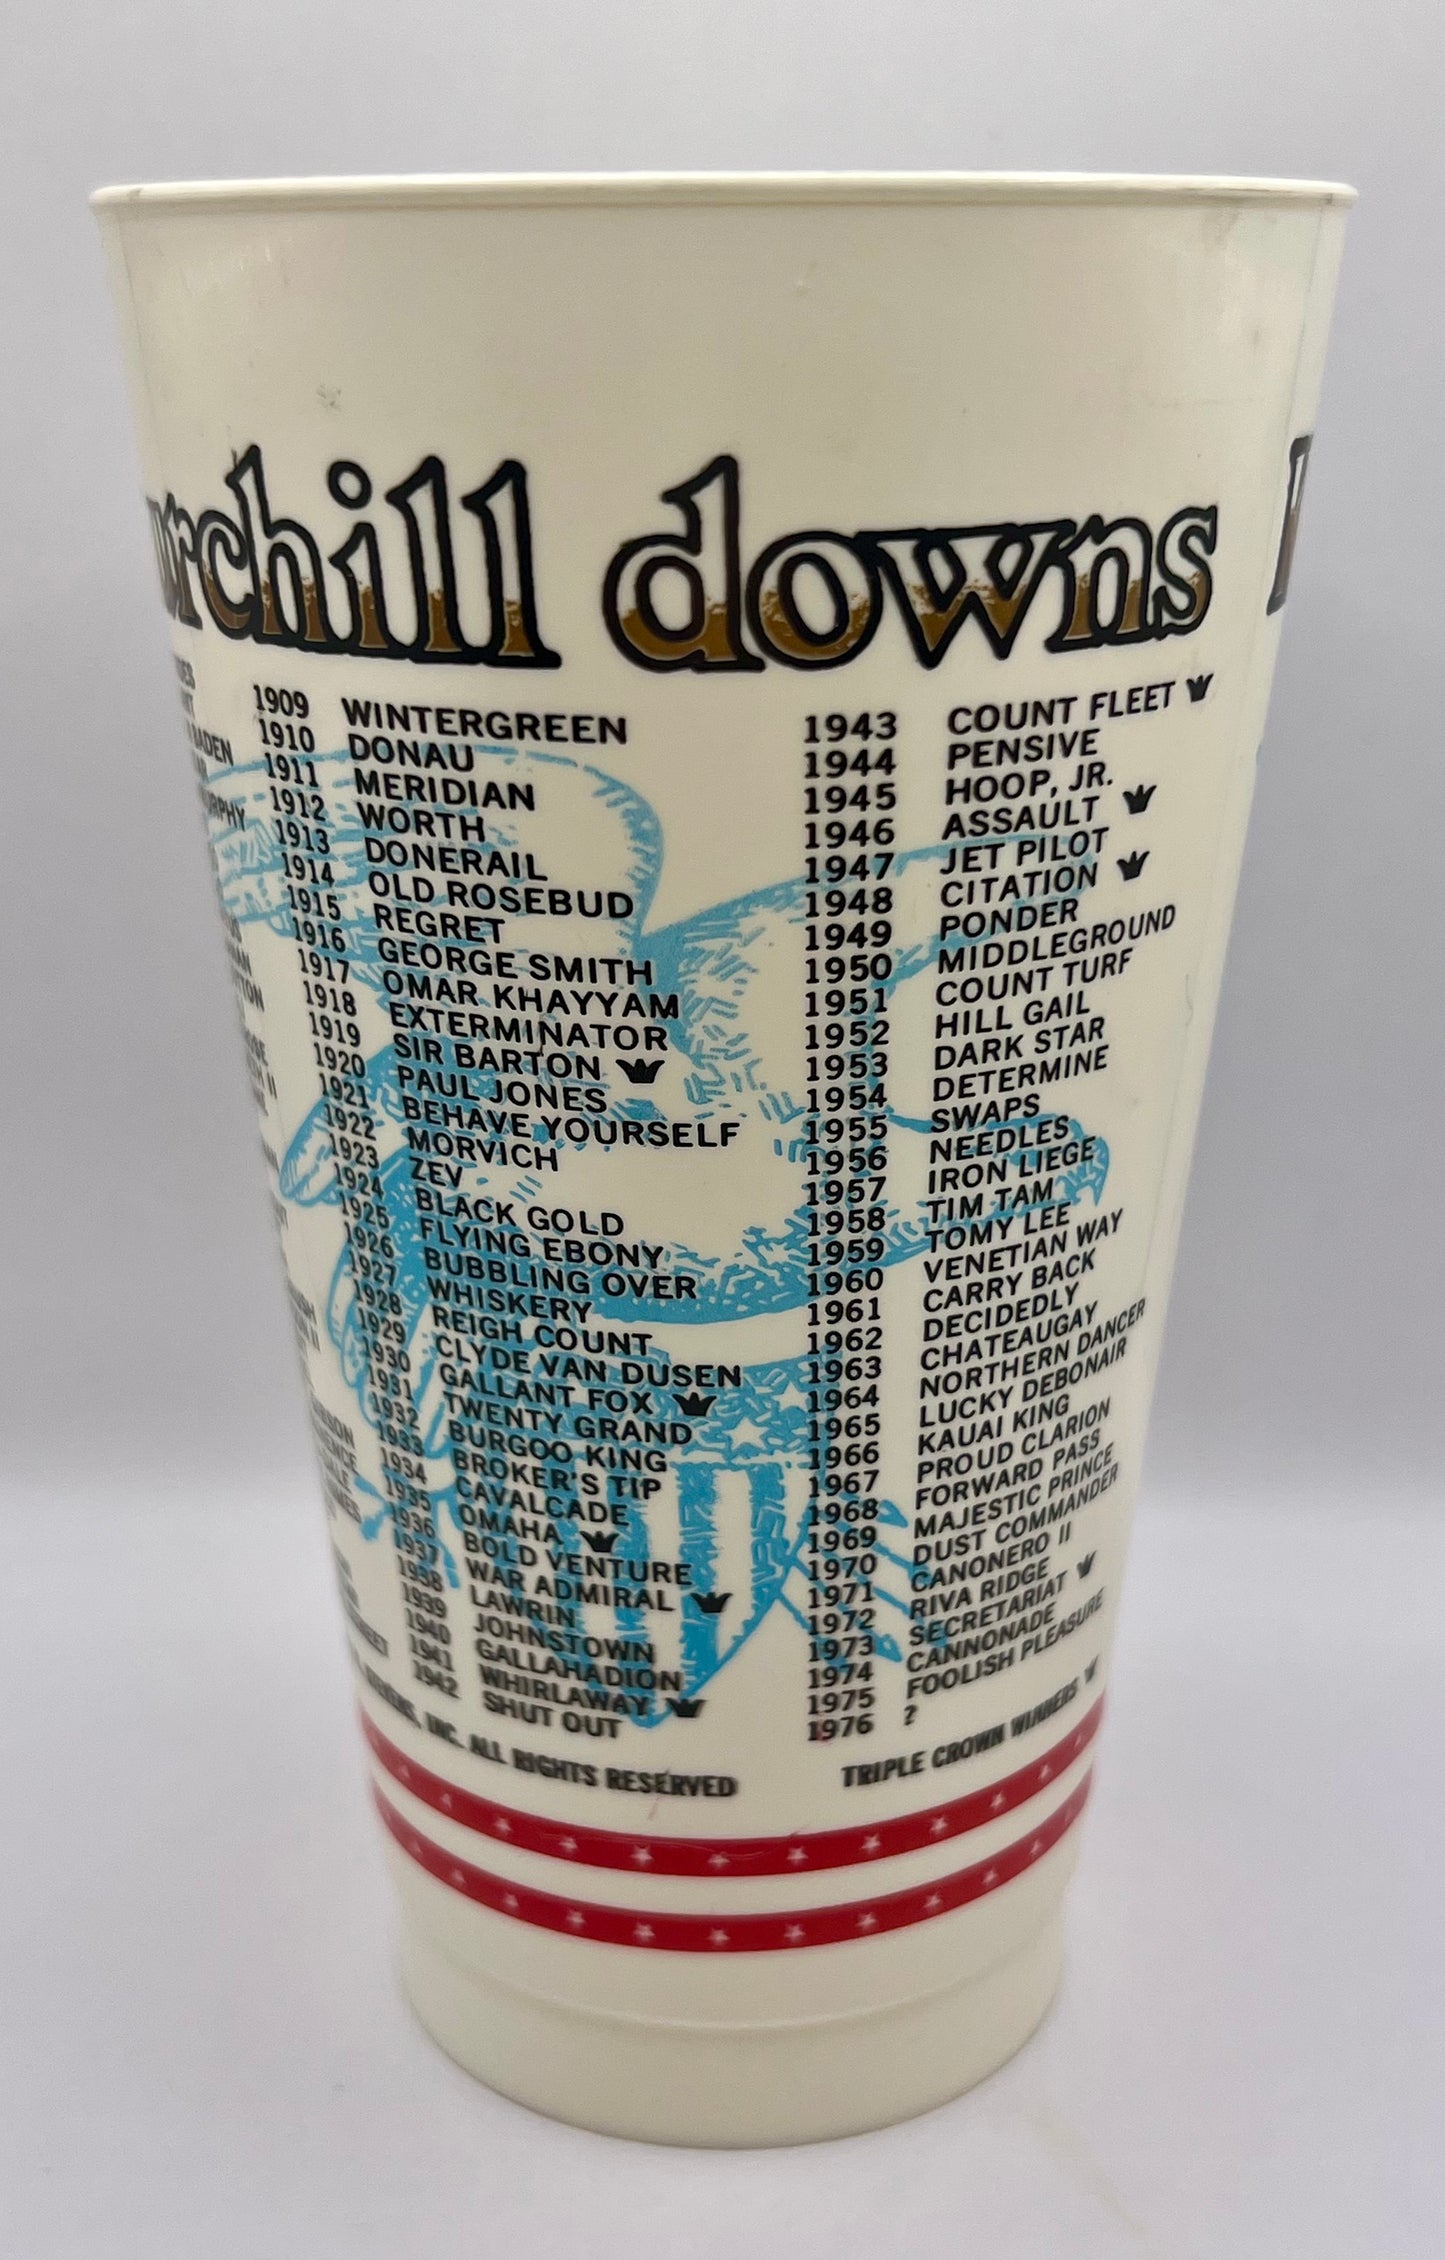 churchill downs
1909 WINTERGREEN
1910 DONAU
1911 MERIDIAN
1912 WORTH
1913 DONERAIL
1914 OLD ROSEBUD
1915 REGRET
1916 GEORGE SMITH
1917 OMAR KHAYYAM
1918 EXTERMINATOR
1919 SIR BARTON
1920 PAUL JONES
1921 BEHAVE YOURSELF
1922 MORVICH
1923 ZEV
1924 BLACK GOLD
1925 FLYING EBONY
1926 BUBBLING OVER
1927 WHISKERY
1928 REIGH COUNT
1929 CLYDE VAN DUSEN
1930 GALLANT FOX
1931 TWENTY GRAND
1932 BURGOO KING
1933 BROKER'S TIP
1934 CAVALCADE
1935 OMAHA
1936 BOLD VENTURE
1937 WAR ADMIRAL
1938 LAWRIN
1939 JOHNSTOWN
1940 GALLAHADION
1941 WHIRLAWAY
1942 SHUT OUT
1943 COUNT FLEET
1944 PENSIVE
1945 HOOP, JR.
1946 ASSAULT
1947 JET PILOT
1948 CITATION
1949 PONDER
1950 MIDDLEGROUND
1951 COUNT TURF
1952 HILL GAIL
1953 DARK STAR
1954 DETERMINE
1955 SWAPS
1956 NEEDLES
1957 IRON LIEGE
1958 TIM TAM
1959 TOMY LEE
1960 VENETIAN WAY
1961 CARRY BACK
1962 DECIDEDLY
1963 CHATEAUGAY
1964 NORTHERN DANCER
1965 LUCKY DEBONAIR
1966 KAUAI KING
1967 PROUD CLARION
1968 FORWARD PASS
1969 MAJESTIC PRINCE
1970 DUST COMMANDER
1971 CANONERO II
1972 RIVA RIDGE
1973 SECRETARIAT
1974 CANNONADE
1975 FOOLISH PLEASURE
1976 ?
INC. ALL RIGHTS RESERVED
TRIPLE CROWN WINNERS